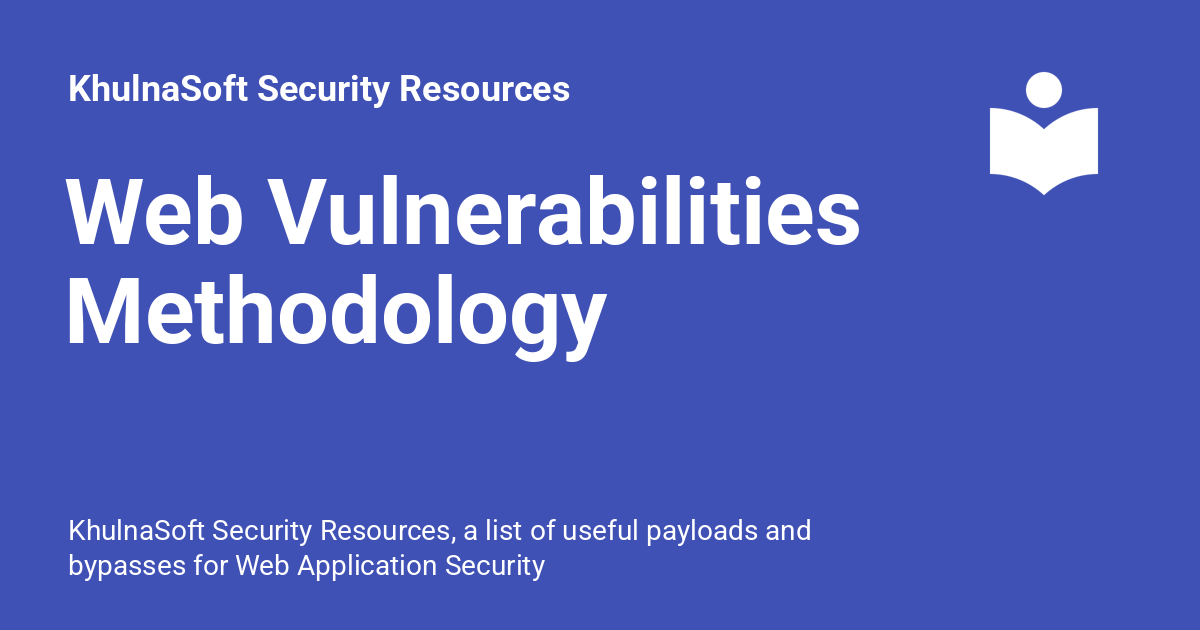 KhulnaSoft Security Resources
Web Vulnerabilities
Methodology
KhulnaSoft Security Resources, a list of useful payloads and
bypasses for Web Application Security